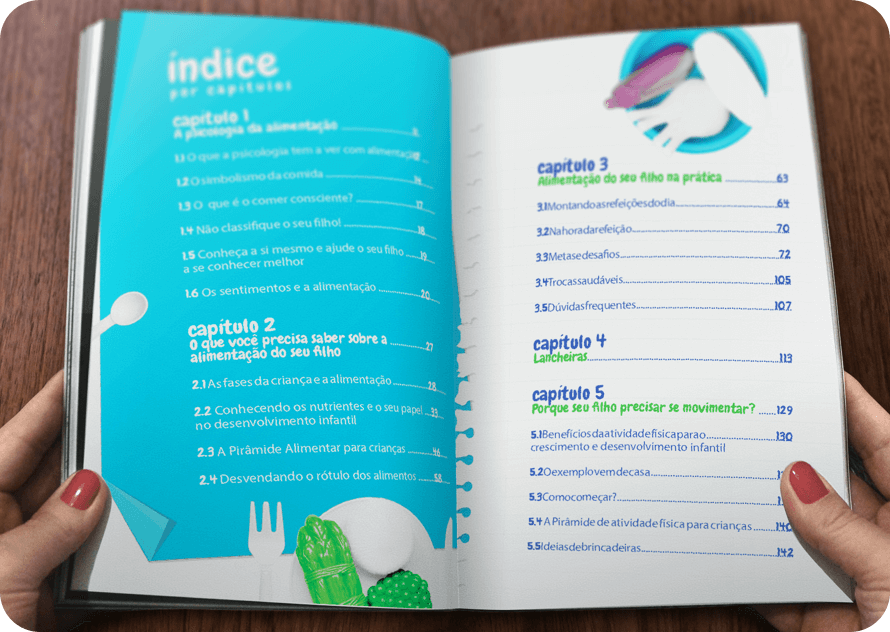 índice
por capítulos
capítulo 1
A psicologia da alimentação
1.1 O que a psicologia tem a ver com alimentação
1.2 O simbolismo da comida 14
1.3 O que é o comer consciente? 17
1.4 Não classifique o seu filho! 18
1.5 Conheça a si mesmo e ajude o seu filho 19
a se conhecer melhor
1.6 Os sentimentos e a alimentação 20
capítulo 2
O que você precisa saber sobre a 27
alimentação do seu filho
2.1 As fases da criança e a alimentação 28
2.2 Conhecendo os nutrientes e o seu papel 33
no desenvolvimento infantil
2.3 A Pirâmide Alimentar para crianças 46
2.4 Desvendando o rótulo dos alimentos 58
capítulo 3
Alimentação do seu filho na prática 63
3.1 Montando as refeições do dia 64
3.2 Na hora da refeição 70
3.3 Metas e desafios 72
3.4 Trocas saudáveis 105
3.5 Dúvidas frequentes 107
capítulo 4
Lancheiras 113
capítulo 5
Porque seu filho precisar se movimentar? 129
5.1 Benefícios da atividade física para o 130
crescimento e desenvolvimento infantil
5.2 O exemplo vem de casa
5.3 Como começar?
5.4 A Pirâmide de atividade física para crianças 140
5.5 Ideias de brincadeiras 142